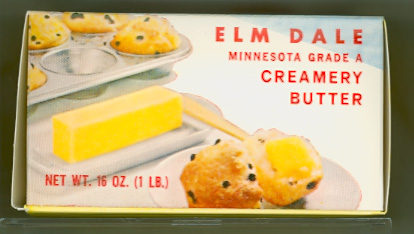 ELM DALE
MINNESOTA GRADE A
CREAMERY
BUTTER
NET WT. 16 OZ. (1 LB.)